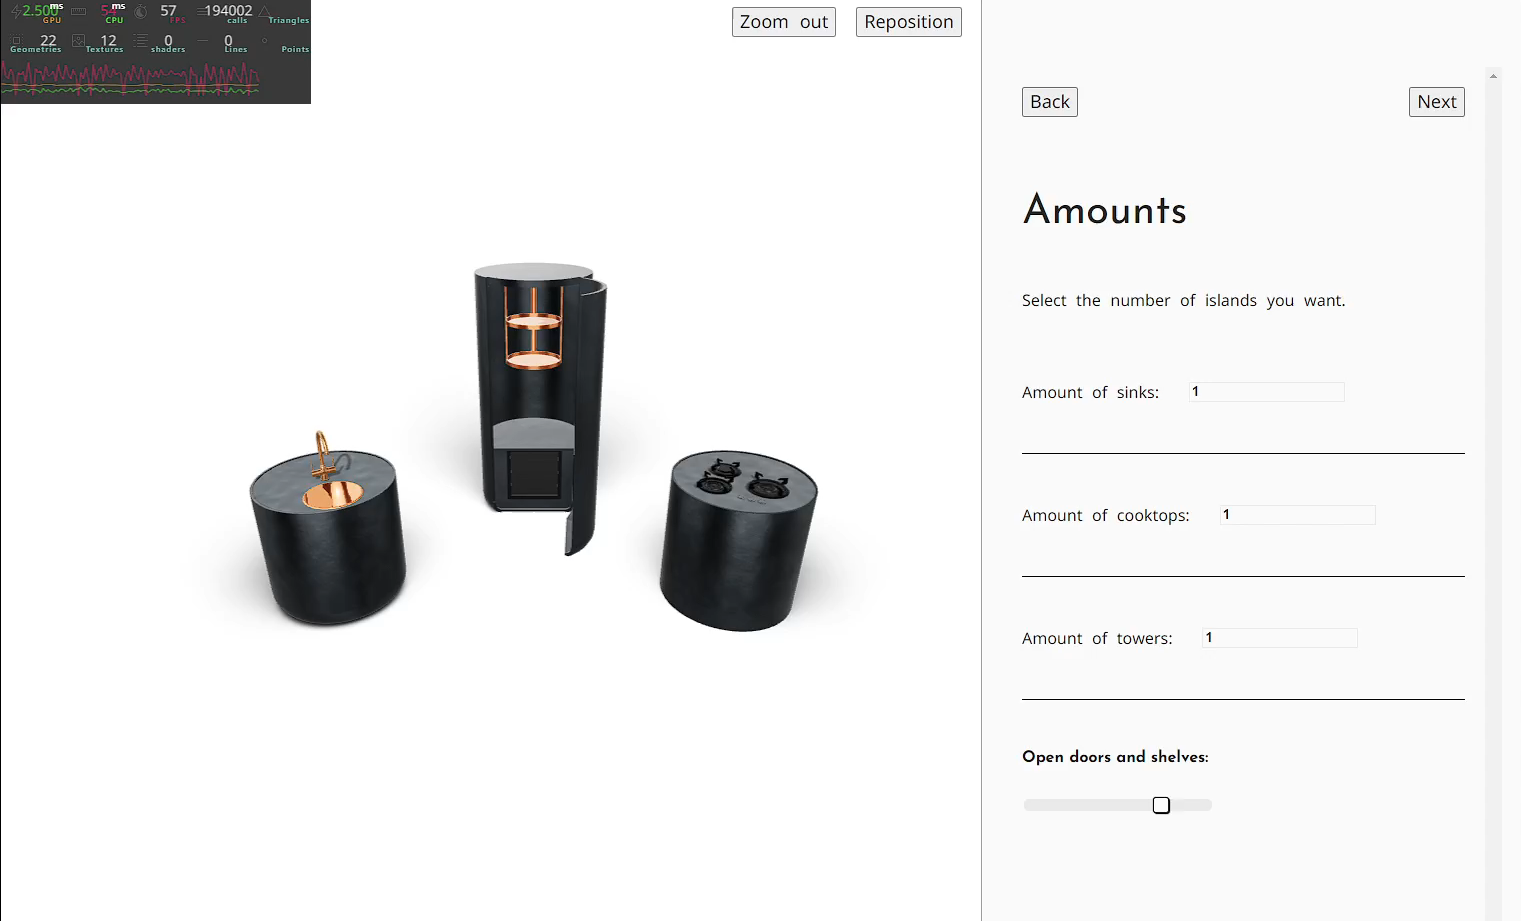 2.500 ms GPU
54 ms CPU
57 FPS
194002 calls
Triangles
22 Geometries
12 Textures
0 shaders
0 Lines
Points
Zoom out
Reposition
Back
Next
Amounts
Select the number of islands you want.
Amount of sinks: 1
Amount of cooktops: 1
Amount of towers: 1
Open doors and shelves: